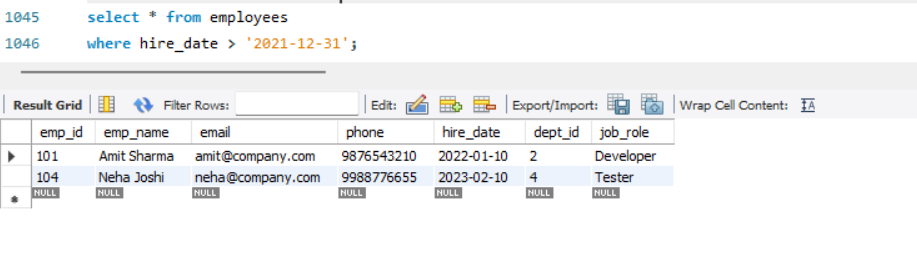 1045 select * from employees
1046 where hire_date > '2021-12-31';
Result Grid Filter Rows: Edit: Export/Import: Wrap Cell Content: IA
emp_id emp_name email phone hire_date dept_id job_role
101 Amit Sharma amit@company.com 9876543210 2022-01-10 2 Developer
104 Neha Joshi neha@company.com 9988776655 2023-02-10 4 Tester
NULL NULL NULL NULL NULL NULL NULL